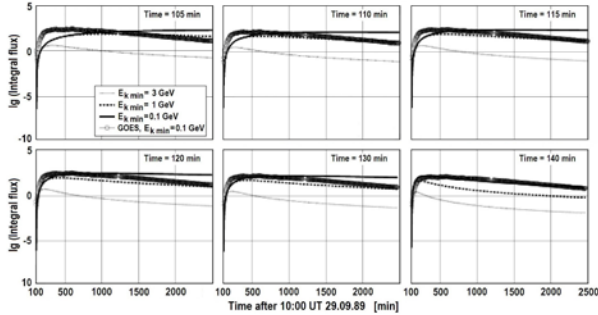 Time = 105 min
Time = 110 min
Time = 115 min
5
0
-5
-10
lg (Integral flux)
E k min = 3 GeV
E k min = 1 GeV
E k min =0.1 GeV
GOES, E k min =0.1 GeV
Time = 120 min
Time = 130 min
Time = 140 min
0
-5
10
lg (Integral flux)
100 500 1000 1500 2000
100 500 1000 1500 2000
100 500 1000 1500 2000 2500
Time after 10:00 UT 29.09.89 [min]